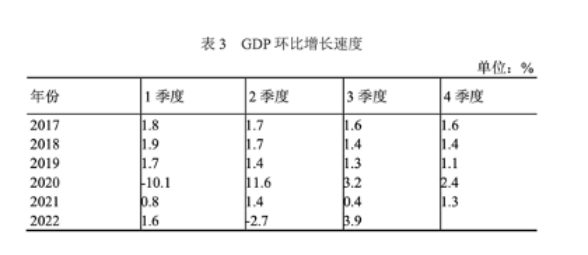 表 3 GDP 环比增长速度
单位：%
年份 1 季度 2 季度 3 季度 4 季度
2017 1.8 1.7 1.6 1.6
2018 1.9 1.7 1.4 1.4
2019 1.7 1.4 1.3 1.1
2020 -10.1 11.6 3.2 2.4
2021 0.8 1.4 0.4 1.3
2022 1.6 -2.7 3.9